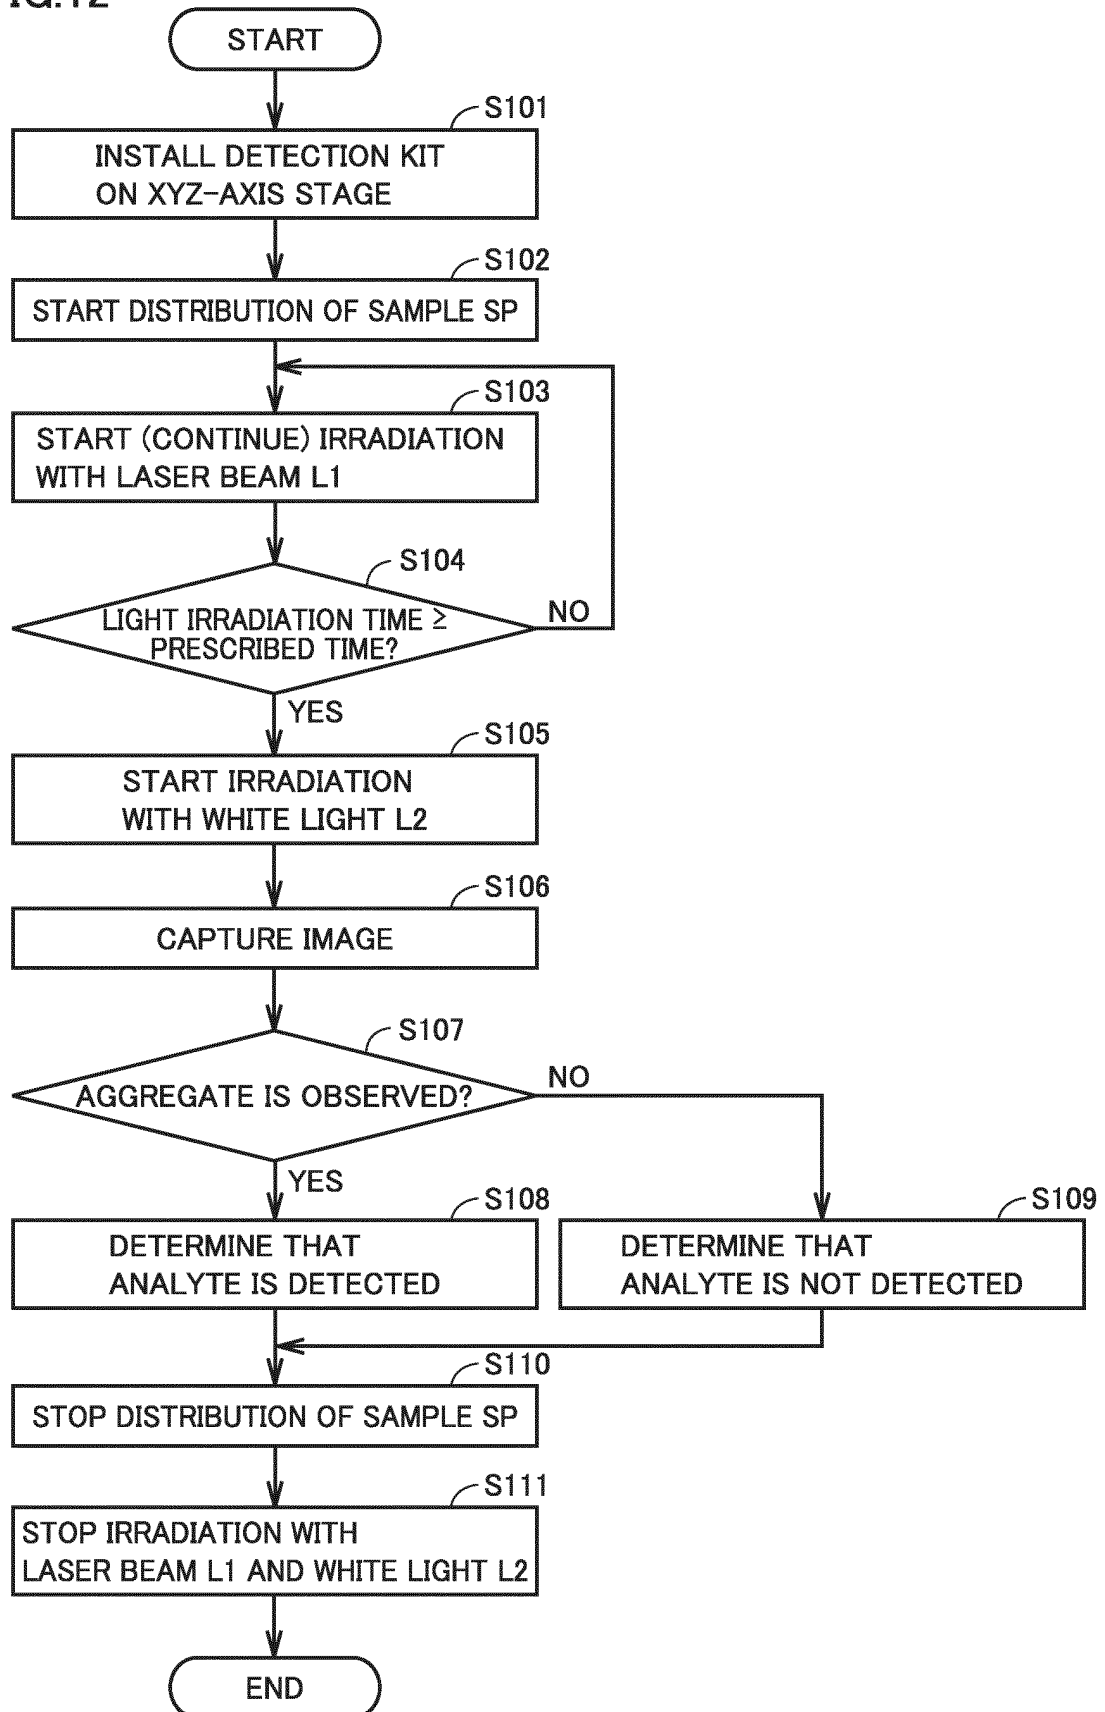 IG.12
START
S101
INSTALL DETECTION KIT
ON XYZ-AXIS STAGE
S102
START DISTRIBUTION OF SAMPLE SP
S103
START (CONTINUE) IRRADIATION
WITH LASER BEAM L1
S104
LIGHT IRRADIATION TIME ≥
PRESCRIBED TIME?
NO
YES
S105
START IRRADIATION
WITH WHITE LIGHT L2
S106
CAPTURE IMAGE
S107
AGGREGATE IS OBSERVED?
NO
YES
S108
DETERMINE THAT
ANALYTE IS DETECTED
S109
DETERMINE THAT
ANALYTE IS NOT DETECTED
S110
STOP DISTRIBUTION OF SAMPLE SP
S111
STOP IRRADIATION WITH
LASER BEAM L1 AND WHITE LIGHT L2
END